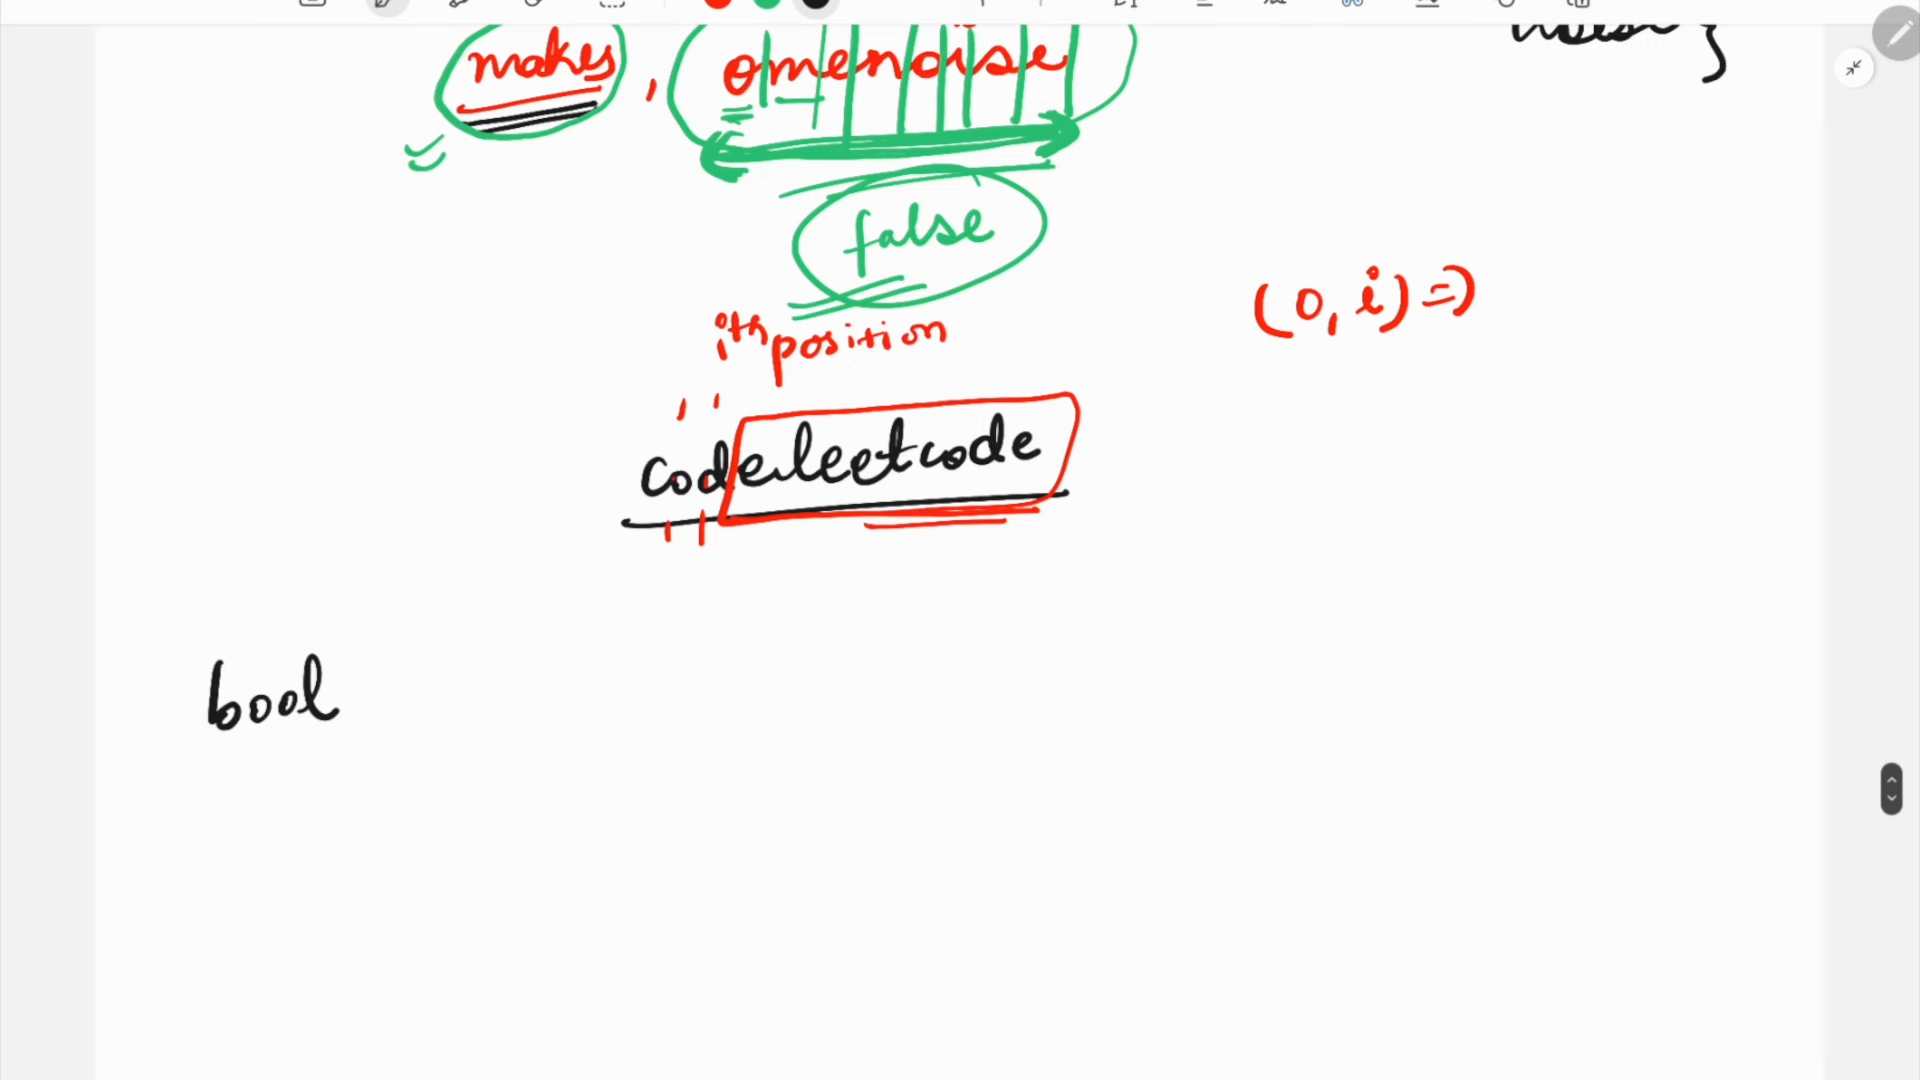 makes, omenoise
}
false
(0, i) =>
ith position
codeleetcode
bool